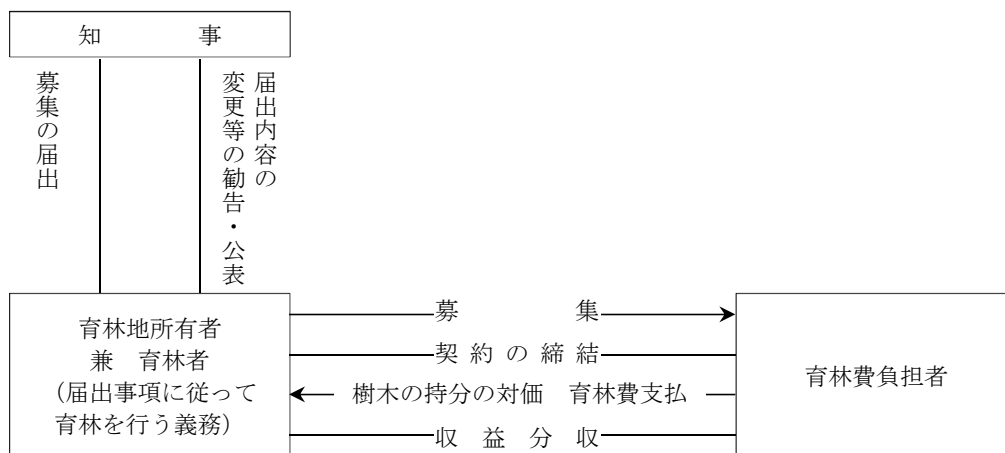 知 事
募集の届出
届出内容の
変更等の勧告・公表
育林地所有者
兼 育林者
(届出事項に従って
育林を行う義務)
募 集
契約の締結
樹木の持分の対価 育林費支払
収益分収
育林費負担者